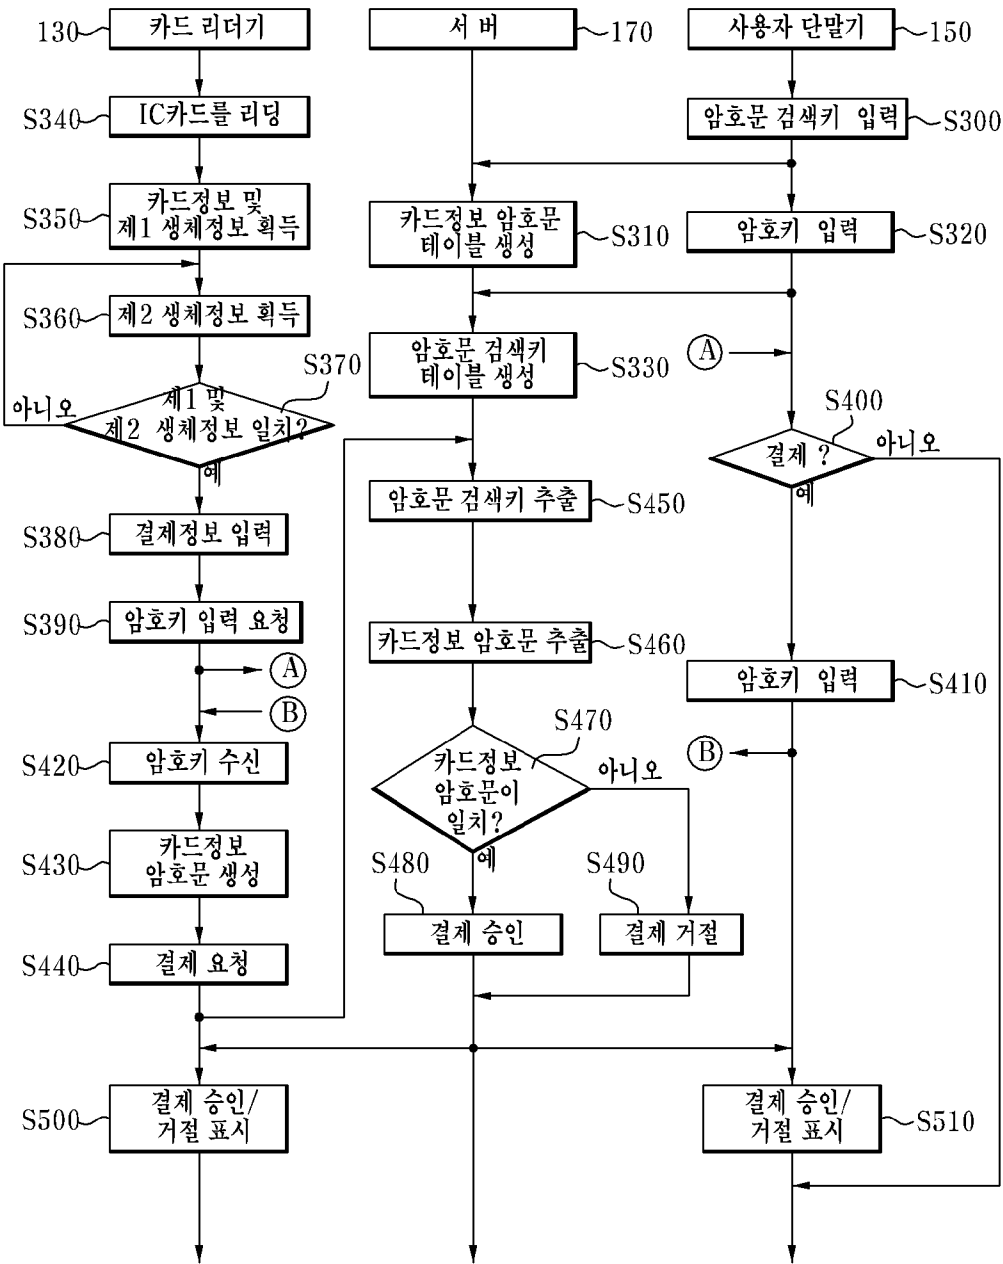 130
카드 리더기
서 버
170
사용자 단말기
150
S340
IC카드를 리딩
암호문 검색키 입력
S300
S350
카드정보 및
제1 생체정보 획득
카드정보 암호문
테이블 생성
S310
암호키 입력
S320
S360
제2 생체정보 획득
암호문 검색키
테이블 생성
S330
A
S370
아니오
제1 및
제2 생체정보 일치?
예
S400
결제 ?
아니오
예
암호문 검색키 추출
S450
S380
결제정보 입력
S390
암호키 입력 요청
카드정보 암호문 추출
S460
A
암호키 입력
S410
B
S470
B
S420
암호키 수신
카드정보
암호문이
일치?
아니오
예
S430
카드정보
암호문 생성
S480
S490
결제 승인
결제 거절
S440
결제 요청
S500
결제 승인/
거절 표시
결제 승인/
거절 표시
S510